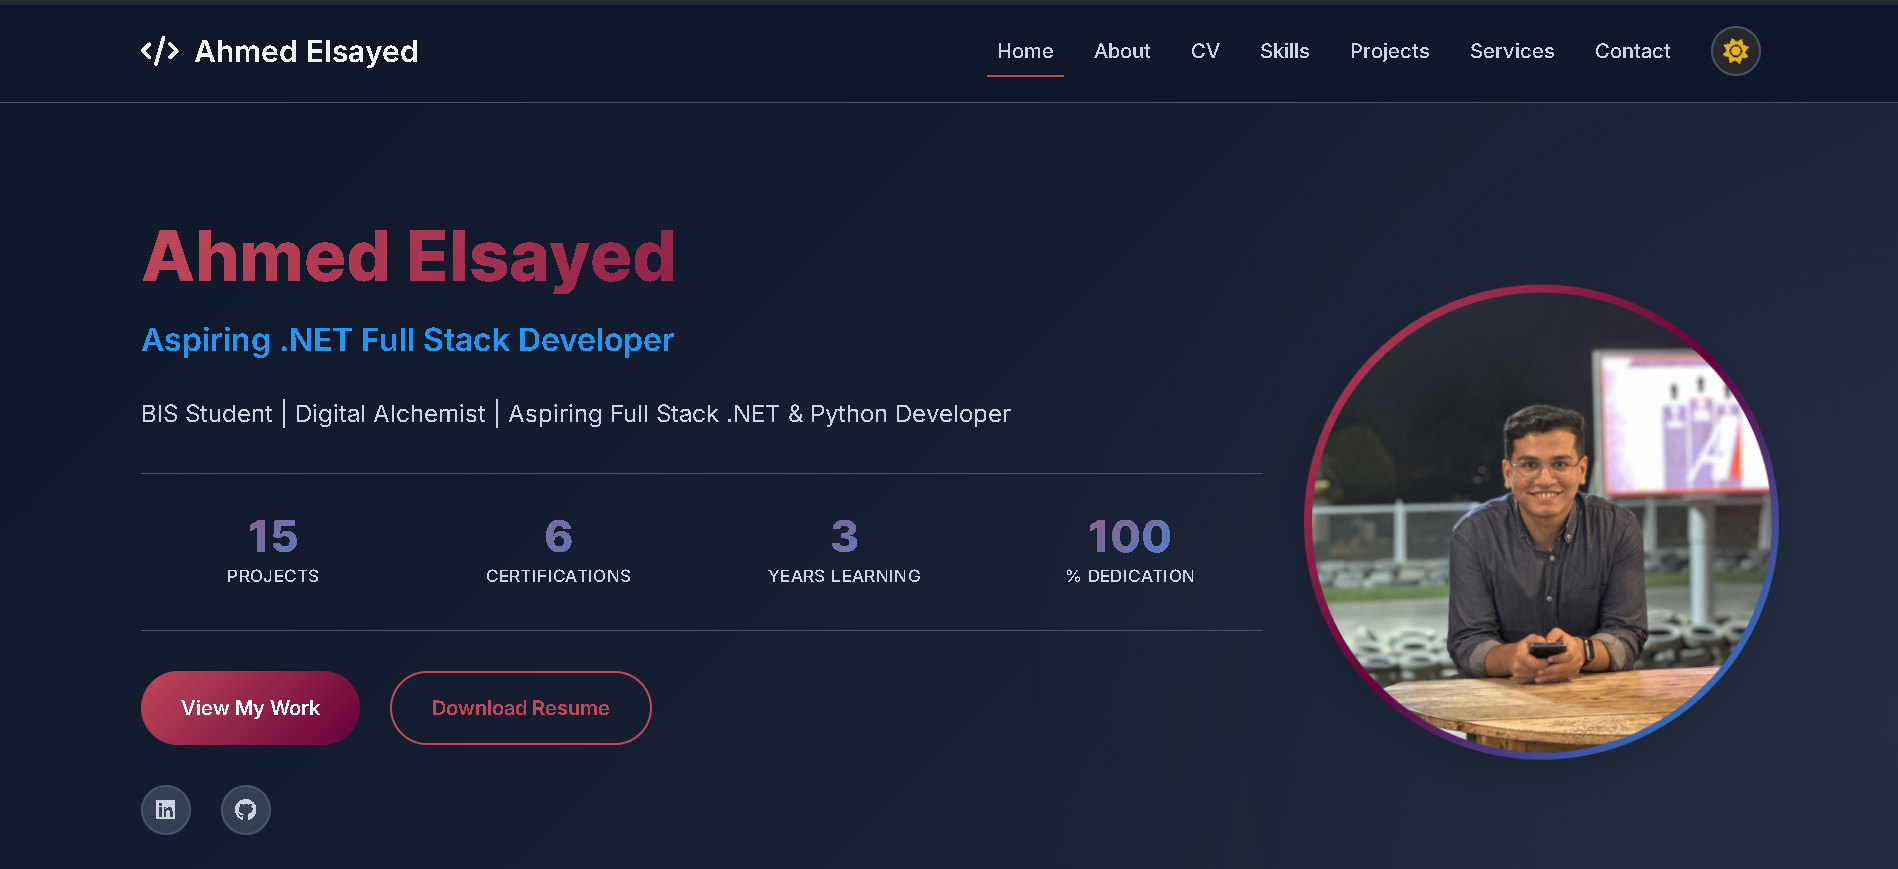 </> Ahmed Elsayed
Home About CV Skills Projects Services Contact
Ahmed Elsayed
Aspiring .NET Full Stack Developer
BIS Student | Digital Alchemist | Aspiring Full Stack .NET & Python Developer
15 6 3 100
PROJECTS CERTIFICATIONS YEARS LEARNING % DEDICATION
View My Work Download Resume
in